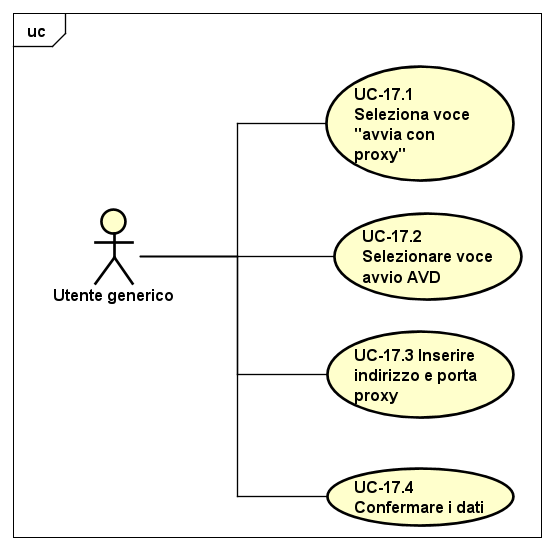 uc
UC-17.1
Seleziona voce
"avvia con
proxy"
UC-17.2
Selezionare voce
avvio AVD
Utente generico
UC-17.3 Inserire
indirizzo e porta
proxy
UC-17.4
Confermare i dati